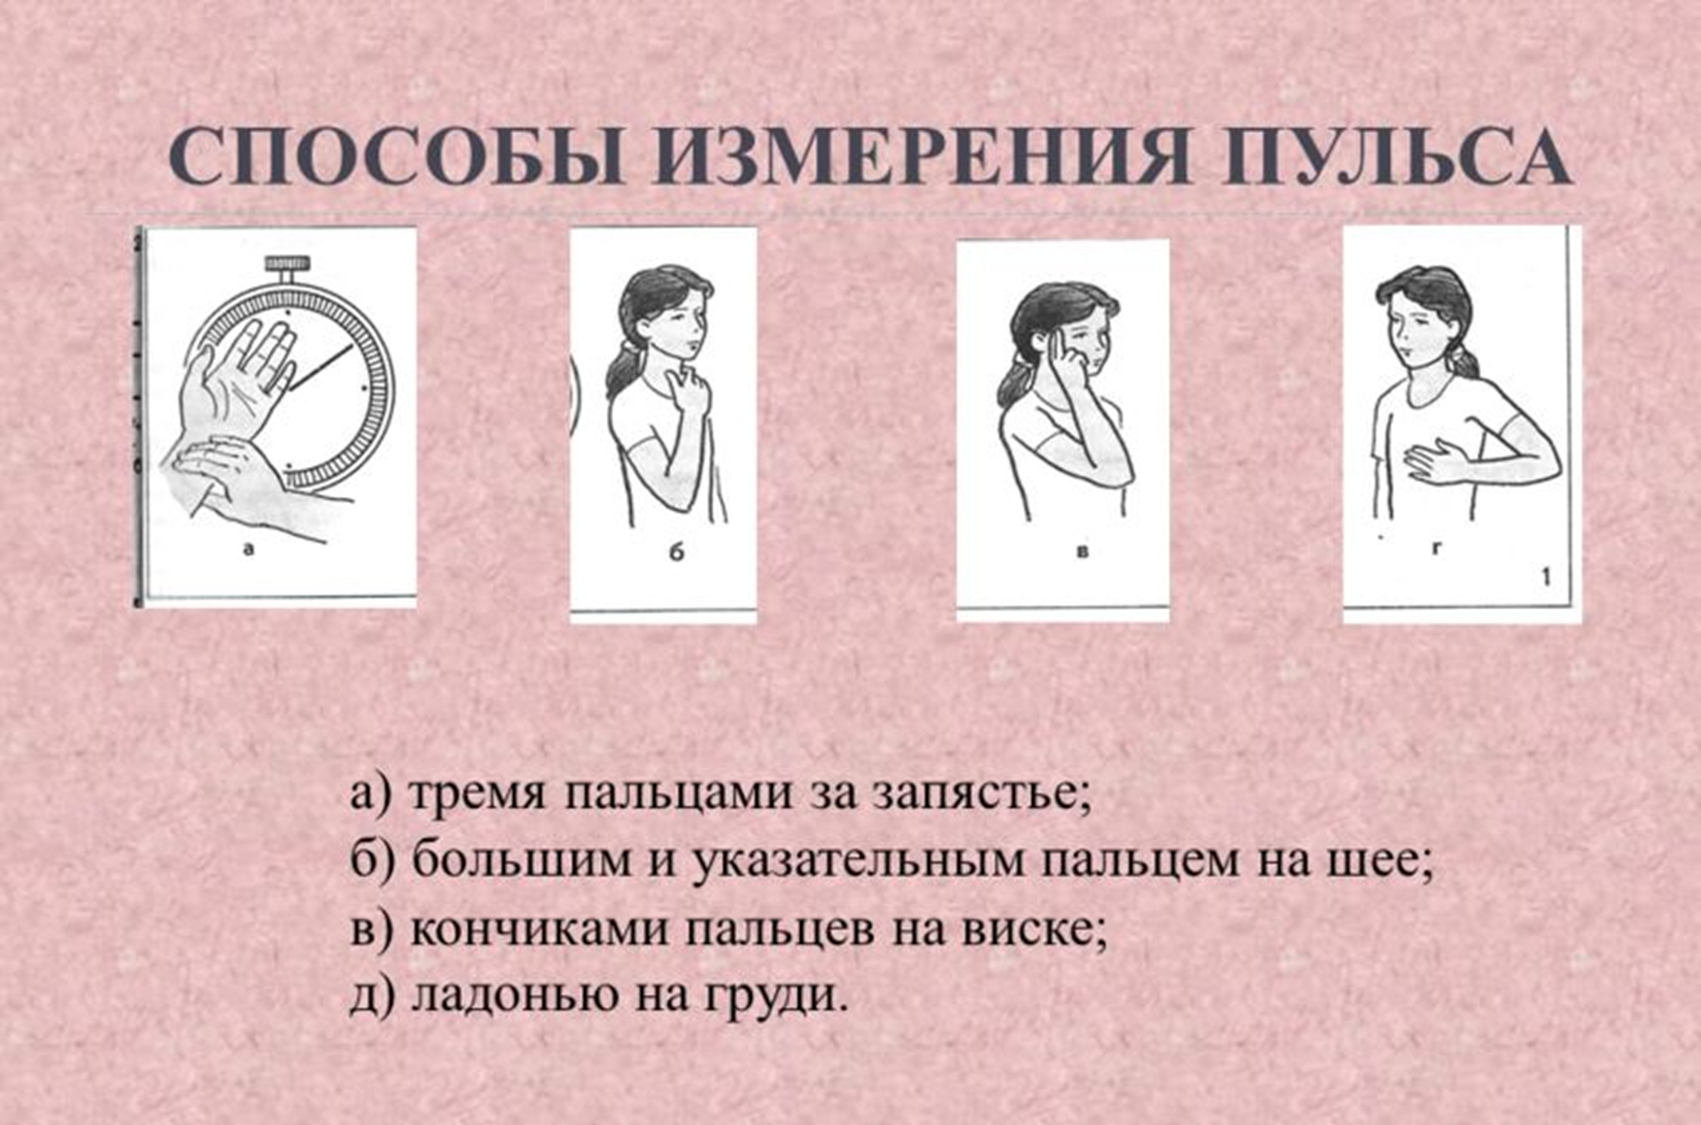 СПОСОБЫ ИЗМЕРЕНИЯ ПУЛЬСА
а
б
в
г
1
а) тремя пальцами за запястье;
б) большим и указательным пальцем на шее;
в) кончиками пальцев на виске;
д) ладонью на груди.